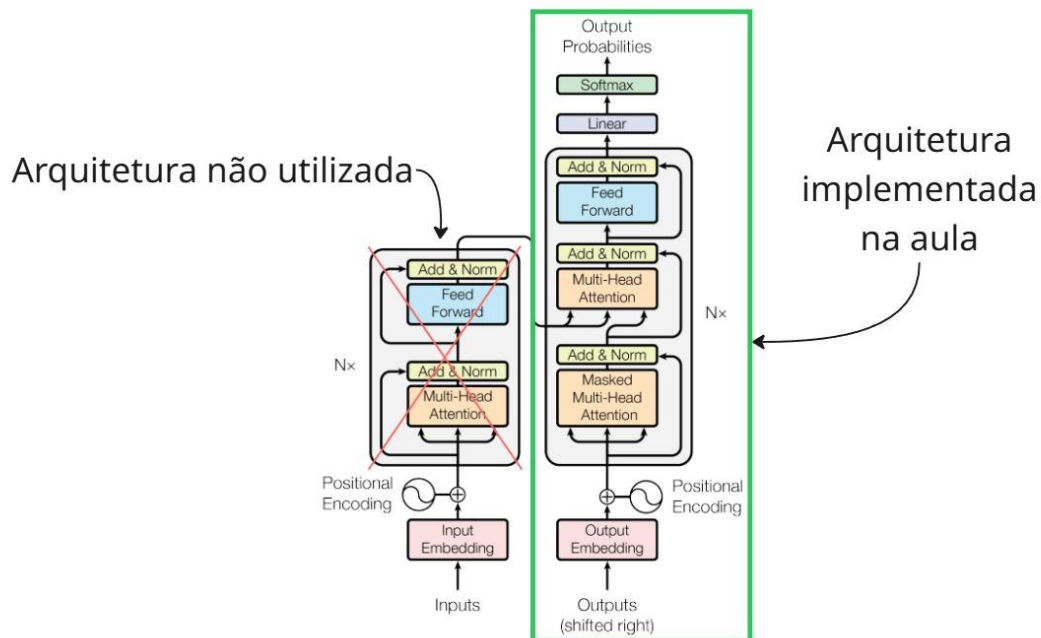 Arquitetura não utilizada
Add & Norm
Feed
Forward
Nx
Add & Norm
Multi-Head
Attention
Positional
Encoding
Input
Embedding
Inputs
Output
Probabilities
Softmax
Linear
Add & Norm
Feed
Forward
Add & Norm
Multi-Head
Attention
Nx
Add & Norm
Masked
Multi-Head
Attention
Positional
Encoding
Output
Embedding
Outputs
(shifted right)
Arquitetura
implementada
na aula